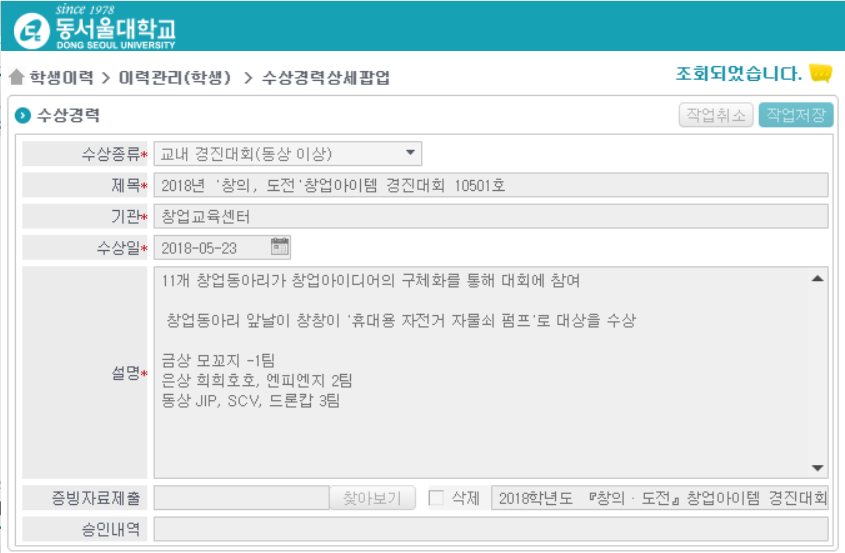 since 1978
동서울대학교
DONG SEOUL UNIVERSITY
학생이력 > 이력관리(학생) > 수상경력상세팝업
조회되었습니다.
수상경력
작업취소 작업저장
수상종류* 교내 경진대회(동상 이상)
제목* 2018년 '창의, 도전'창업아이템 경진대회 10501호
기관* 창업교육센터
수상일* 2018-05-23
11개 창업동아리가 창업아이디어의 구체화를 통해 대회에 참여
창업동아리 앞날이 창창이 '휴대용 자전거 자물쇠 펌프'로 대상을 수상
금상 모꼬지 -1팀
설명*
은상 희희호호, 엔피엔지 2팀
동상 JIP, SCV, 드론캅 3팀
증빙자료제출 찾아보기 삭제 2018학년도 『창의ㆍ도전』 창업아이템 경진대회
승인내역